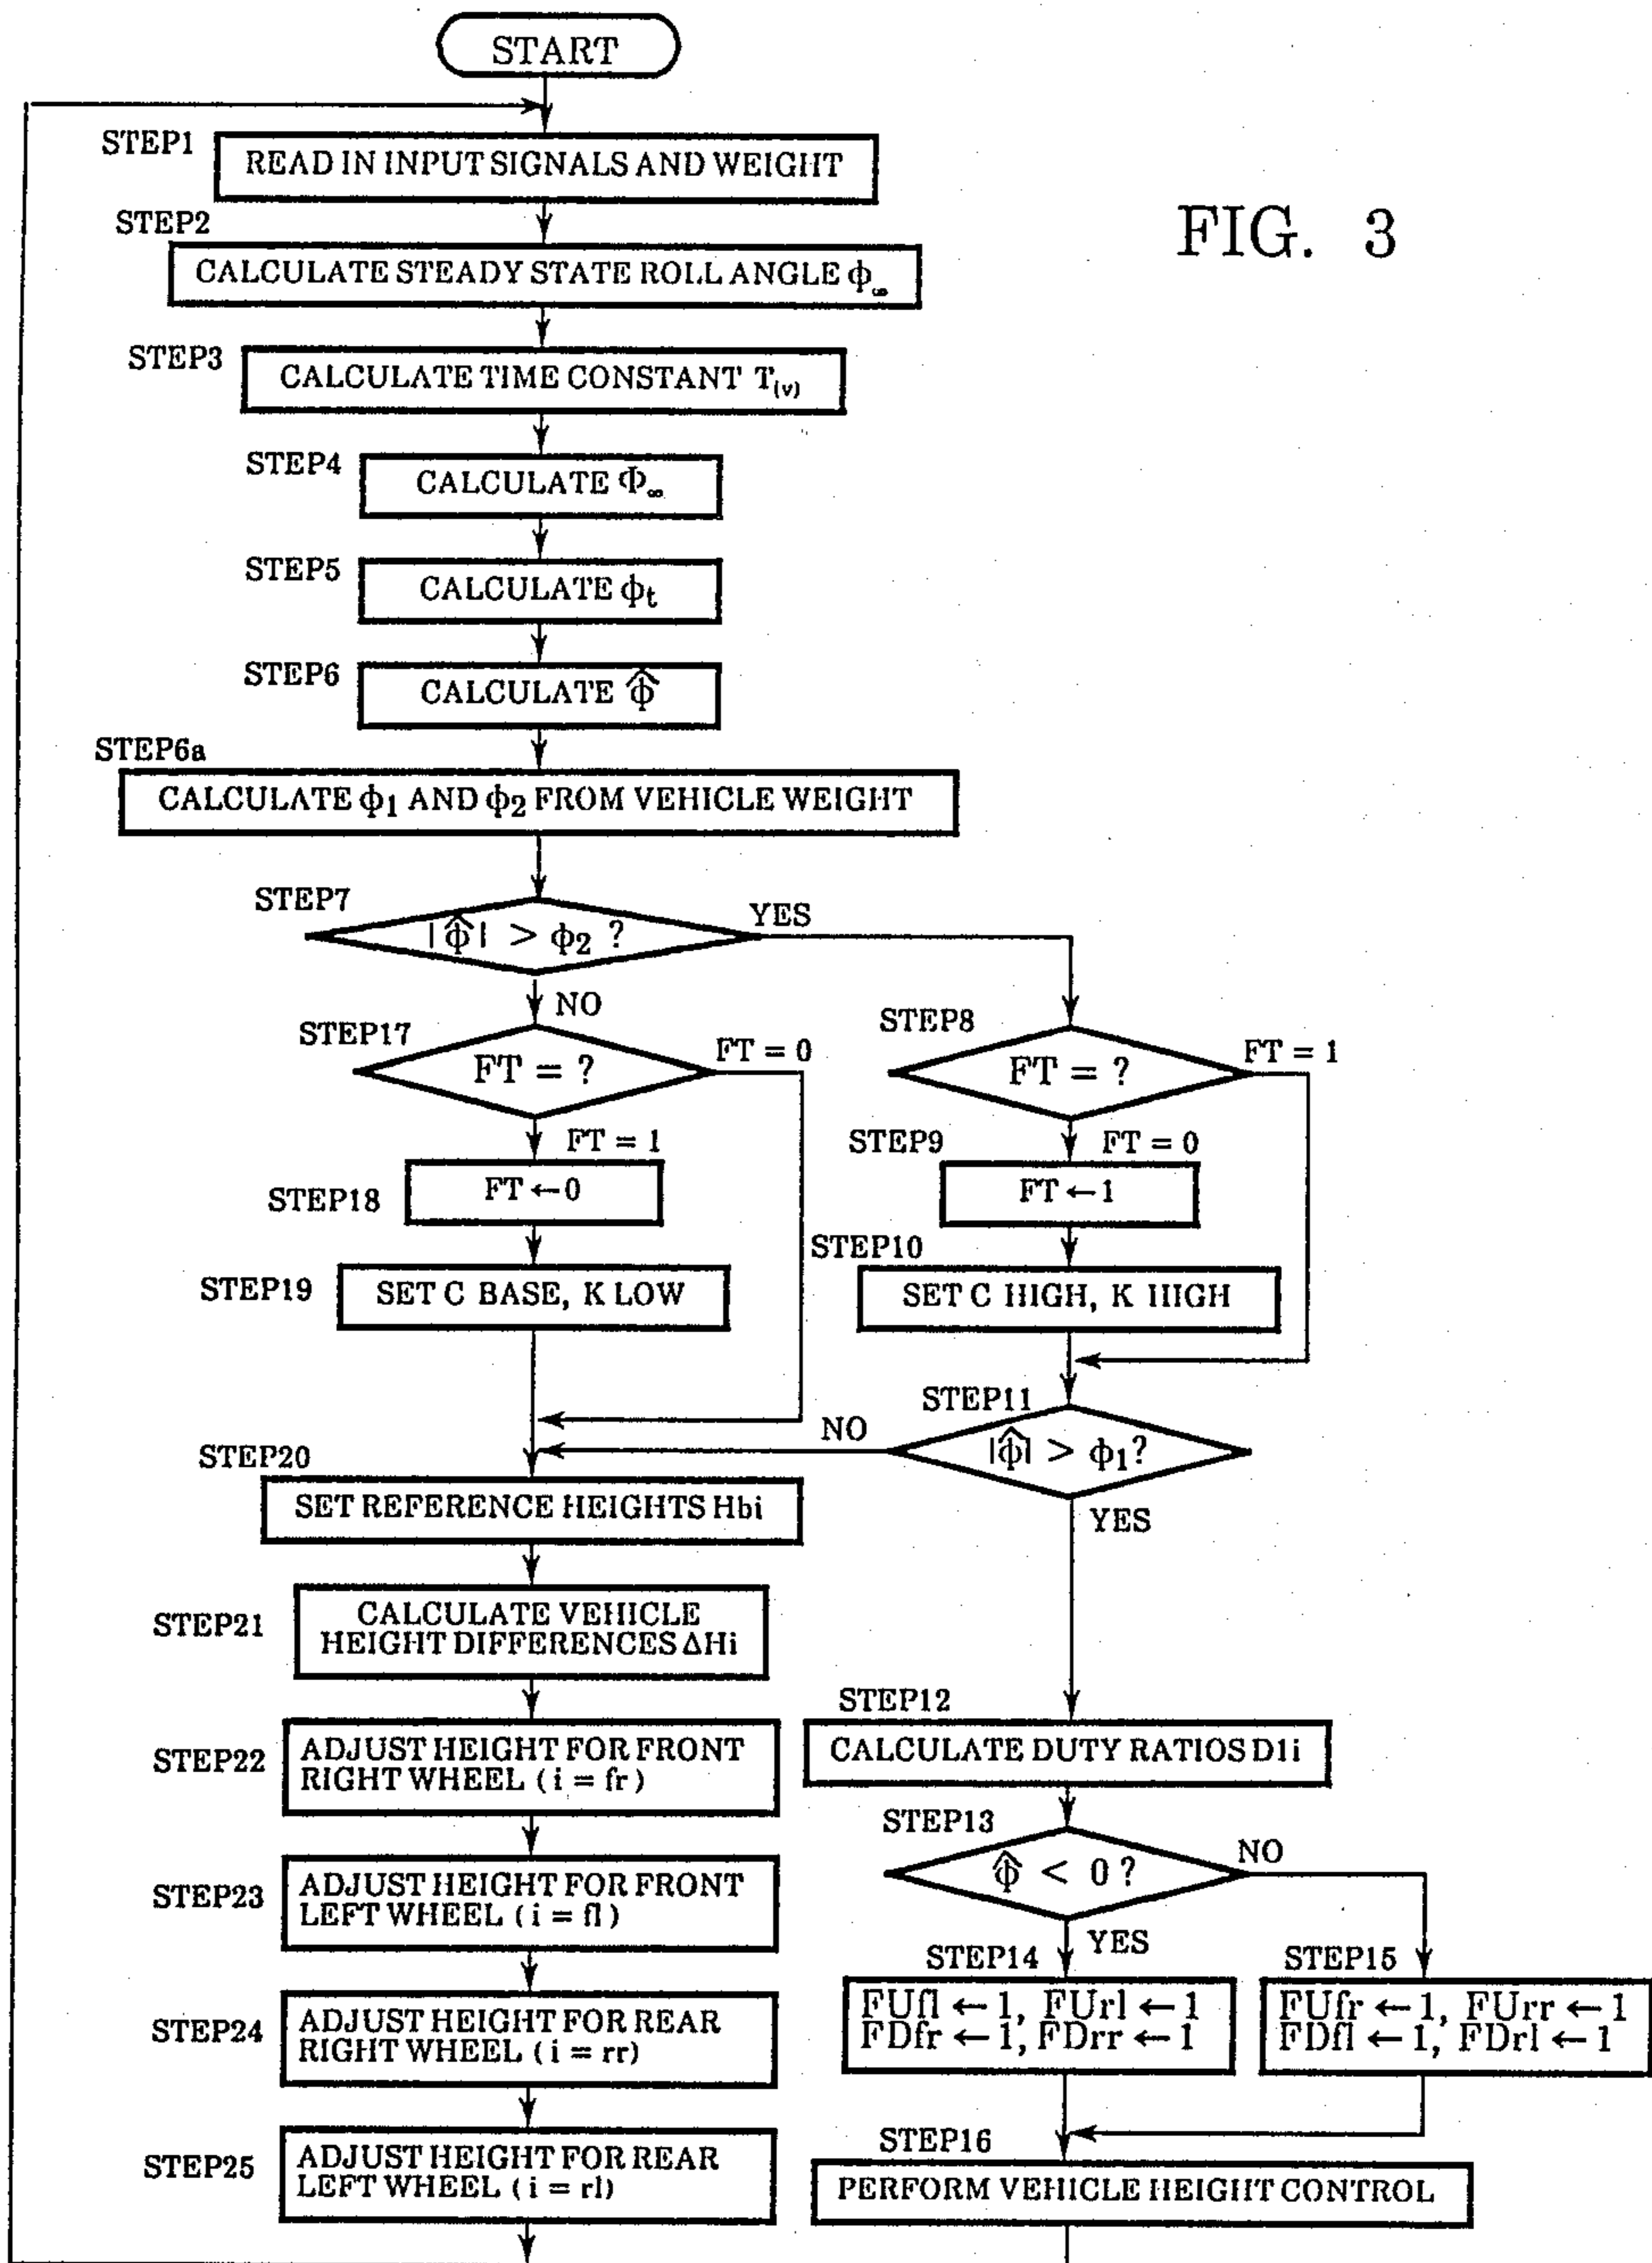 START
STEP1
READ IN INPUT SIGNALS AND WEIGHT
FIG. 3
STEP2
CALCULATE STEADY STATE ROLL ANGLE ϕ∞
STEP3
CALCULATE TIME CONSTANT T(v)
STEP4
CALCULATE Φ∞
STEP5
CALCULATE ϕt
STEP6
CALCULATE ϕ̂
STEP6a
CALCULATE ϕ1 AND ϕ2 FROM VEHICLE WEIGHT
STEP7
|ϕ̂| > ϕ2 ?
YES
NO
STEP17
FT = ?
FT = 0
STEP8
FT = ?
FT = 1
FT = 1
STEP9
FT = 0
STEP18
FT ← 0
FT ← 1
STEP10
STEP19
SET C BASE, K LOW
SET C HIGH, K HIGH
STEP11
NO
|ϕ̂| > ϕ1?
YES
STEP20
SET REFERENCE HEIGHTS Hbi
STEP21
CALCULATE VEHICLE
HEIGHT DIFFERENCES ΔHi
STEP12
CALCULATE DUTY RATIOS D1i
STEP22
ADJUST HEIGHT FOR FRONT
RIGHT WHEEL ( i = fr )
STEP13
ϕ̂ < 0 ?
NO
YES
STEP23
ADJUST HEIGHT FOR FRONT
LEFT WHEEL ( i = fl )
STEP14
FUfl ← 1, FUrl ← 1
FDfr ← 1, FDrr ← 1
STEP15
FUfr ← 1, FUrr ← 1
FDfl ← 1, FDrl ← 1
STEP24
ADJUST HEIGHT FOR REAR
RIGHT WHEEL ( i = rr )
STEP16
PERFORM VEHICLE HEIGHT CONTROL
STEP25
ADJUST HEIGHT FOR REAR
LEFT WHEEL ( i = rl )